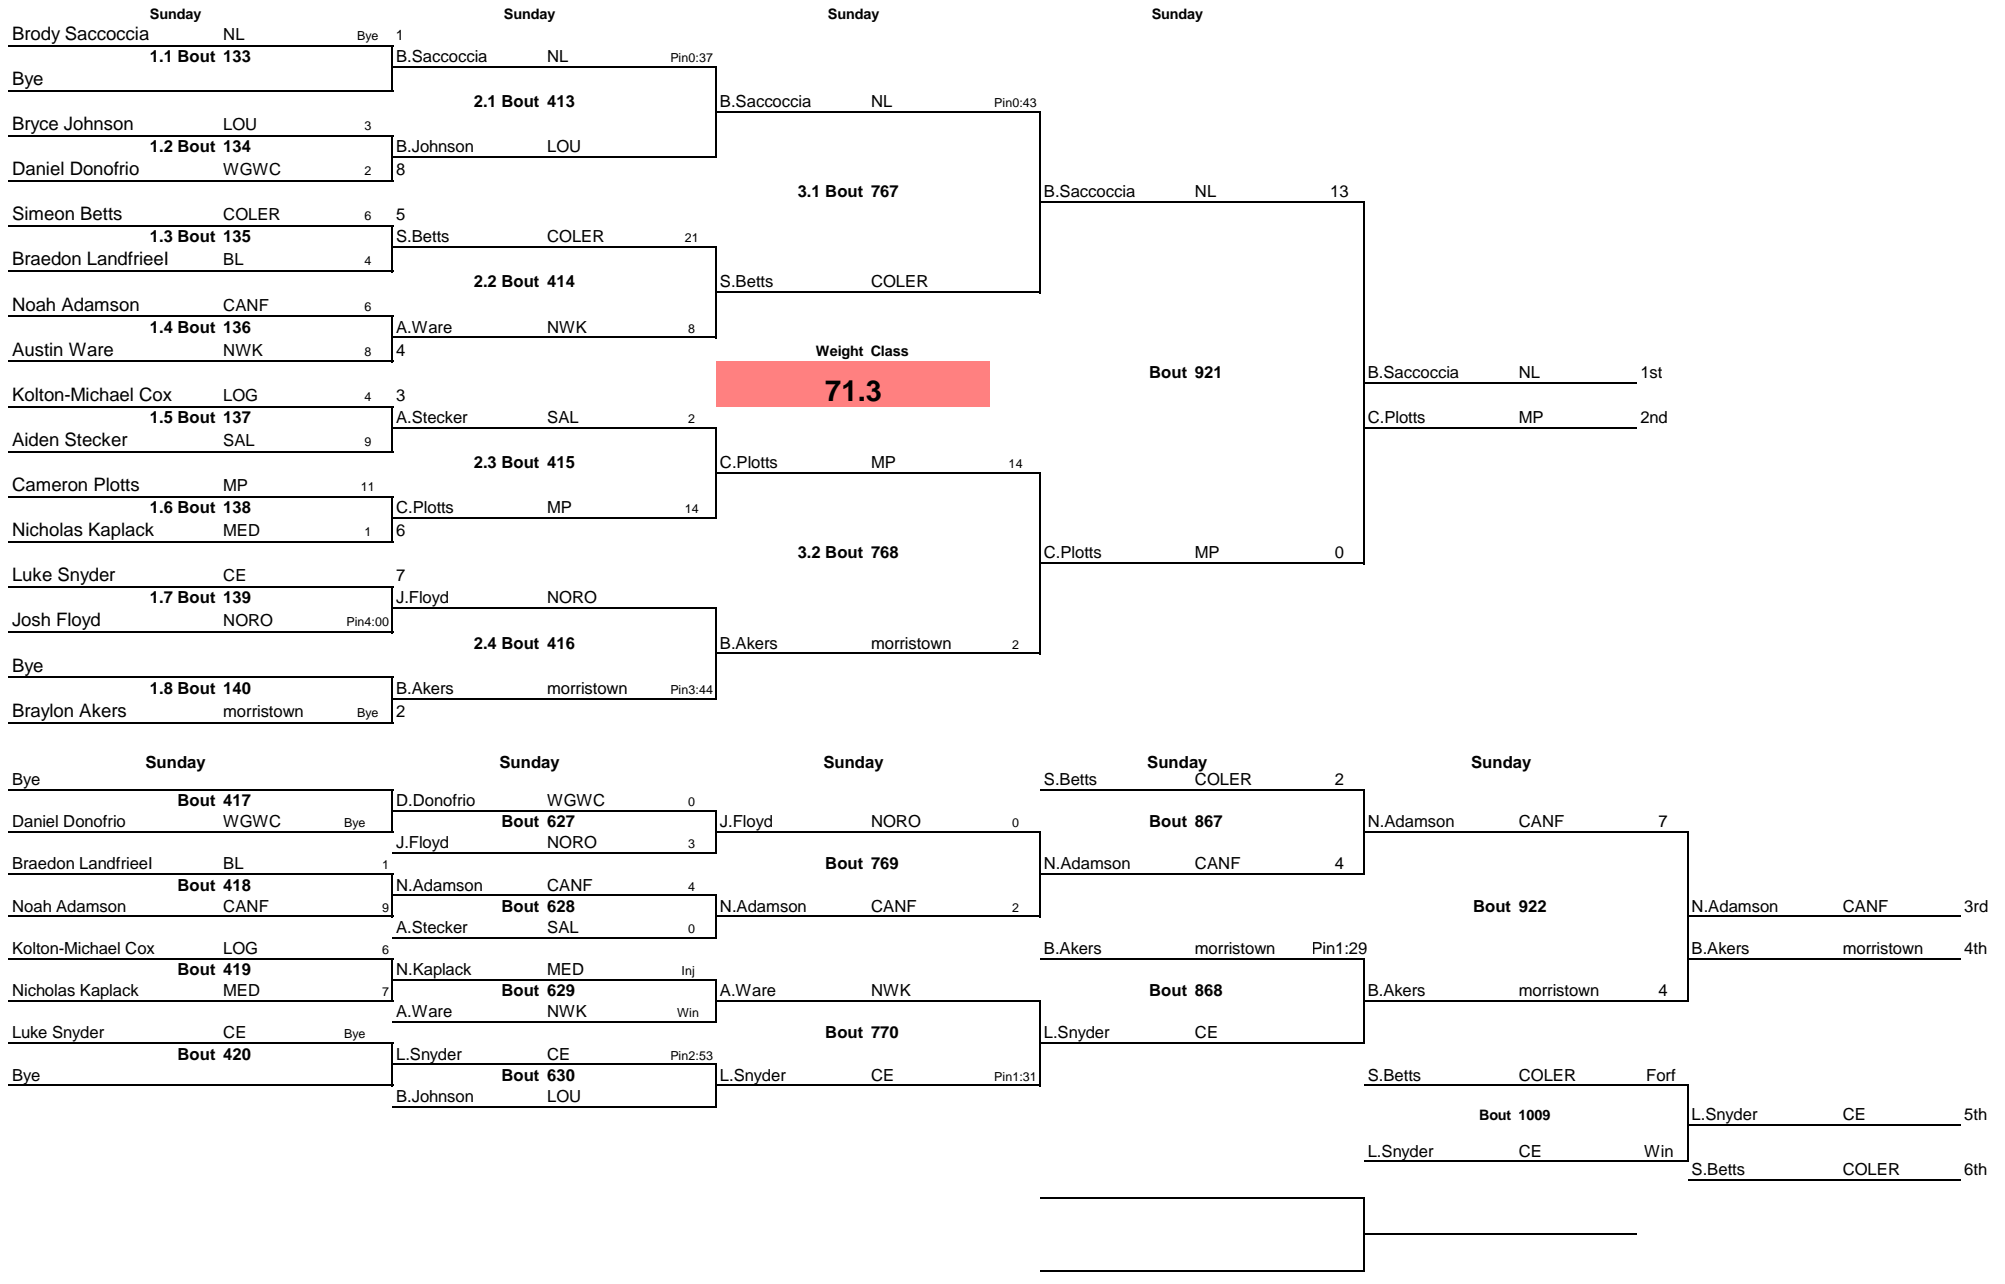 Sunday Sunday Sunday Sunday
Brody Saccoccia NL Bye 1
1.1 Bout 133 B.Saccoccia NL Pin0:37
Bye
2.1 Bout 413 B.Saccoccia NL Pin0:43
Bryce Johnson LOU 3
1.2 Bout 134 B.Johnson LOU
Daniel Donofrio WGWC 2 8
3.1 Bout 767 B.Saccoccia NL 13
Simeon Betts COLER 6 5
1.3 Bout 135 S.Betts COLER 21
Braedon Landfrieel BL 4
2.2 Bout 414 S.Betts COLER
Noah Adamson CANF 6
1.4 Bout 136 A.Ware NWK 8
Austin Ware NWK 8 4 Weight Class
Bout 921 B.Saccoccia NL 1st
Kolton-Michael Cox LOG 4 3 71.3
1.5 Bout 137 A.Stecker SAL 2 C.Plotts MP 2nd
Aiden Stecker SAL 9
2.3 Bout 415 C.Plotts MP 14
Cameron Plotts MP 11
1.6 Bout 138 C.Plotts MP 14
Nicholas Kaplack MED 1 6
3.2 Bout 768 C.Plotts MP 0
Luke Snyder CE 7
1.7 Bout 139 J.Floyd NORO
Josh Floyd NORO Pin4:00
2.4 Bout 416 B.Akers morristown 2
Bye
1.8 Bout 140 B.Akers morristown Pin3:44
Braylon Akers morristown Bye 2
Sunday Sunday Sunday Sunday Sunday
Bye S.Betts COLER 2
Bout 417 D.Donofrio WGWC 0
Daniel Donofrio WGWC Bye Bout 627 J.Floyd NORO 0 Bout 867 N.Adamson CANF 7
J.Floyd NORO 3
Braedon Landfrieel BL 1 Bout 769 N.Adamson CANF 4
Bout 418 N.Adamson CANF 4
Noah Adamson CANF 9 Bout 628 N.Adamson CANF 2 Bout 922 N.Adamson CANF 3rd
A.Stecker SAL 0
Kolton-Michael Cox LOG 6 B.Akers morristown Pin1:29 B.Akers morristown 4th
Bout 419 N.Kaplack MED Inj
Nicholas Kaplack MED 7 Bout 629 A.Ware NWK Bout 868 B.Akers morristown 4
A.Ware NWK Win
Luke Snyder CE Bye Bout 770 L.Snyder CE
Bout 420 L.Snyder CE Pin2:53
Bye Bout 630 L.Snyder CE Pin1:31 S.Betts COLER Forf
B.Johnson LOU
Bout 1009 L.Snyder CE 5th
L.Snyder CE Win
S.Betts COLER 6th